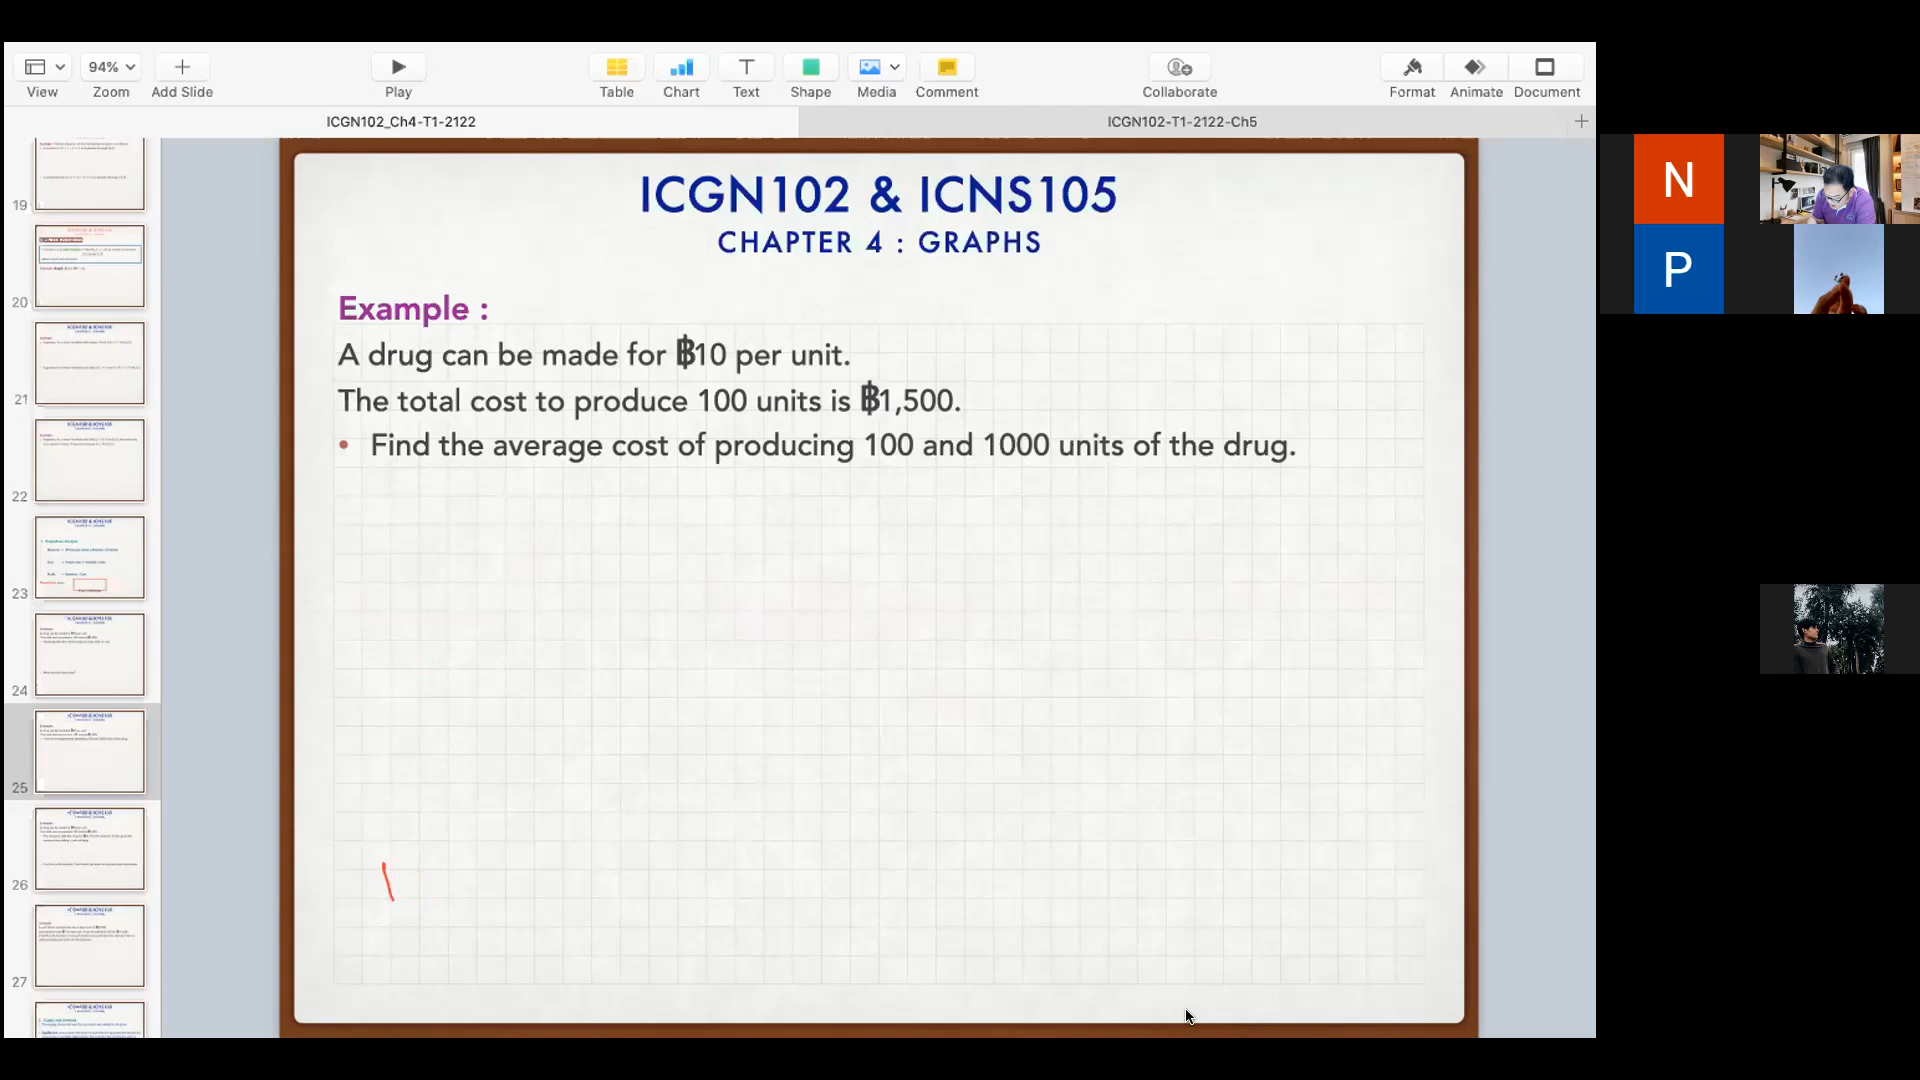 94%
View
Zoom
Add Slide
Play
Table
Chart
Text
Shape
Media
Comment
Collaborate
Format
Animate
Document
ICGN102_Ch4-T1-2122
ICGN102-T1-2122-Ch5
19
20
21
22
23
24
25
26
27
ICGN102 & ICNS105
CHAPTER 4 : GRAPHS
Example :
A drug can be made for ฿10 per unit.
The total cost to produce 100 units is ฿1,500.
• Find the average cost of producing 100 and 1000 units of the drug.
N
P